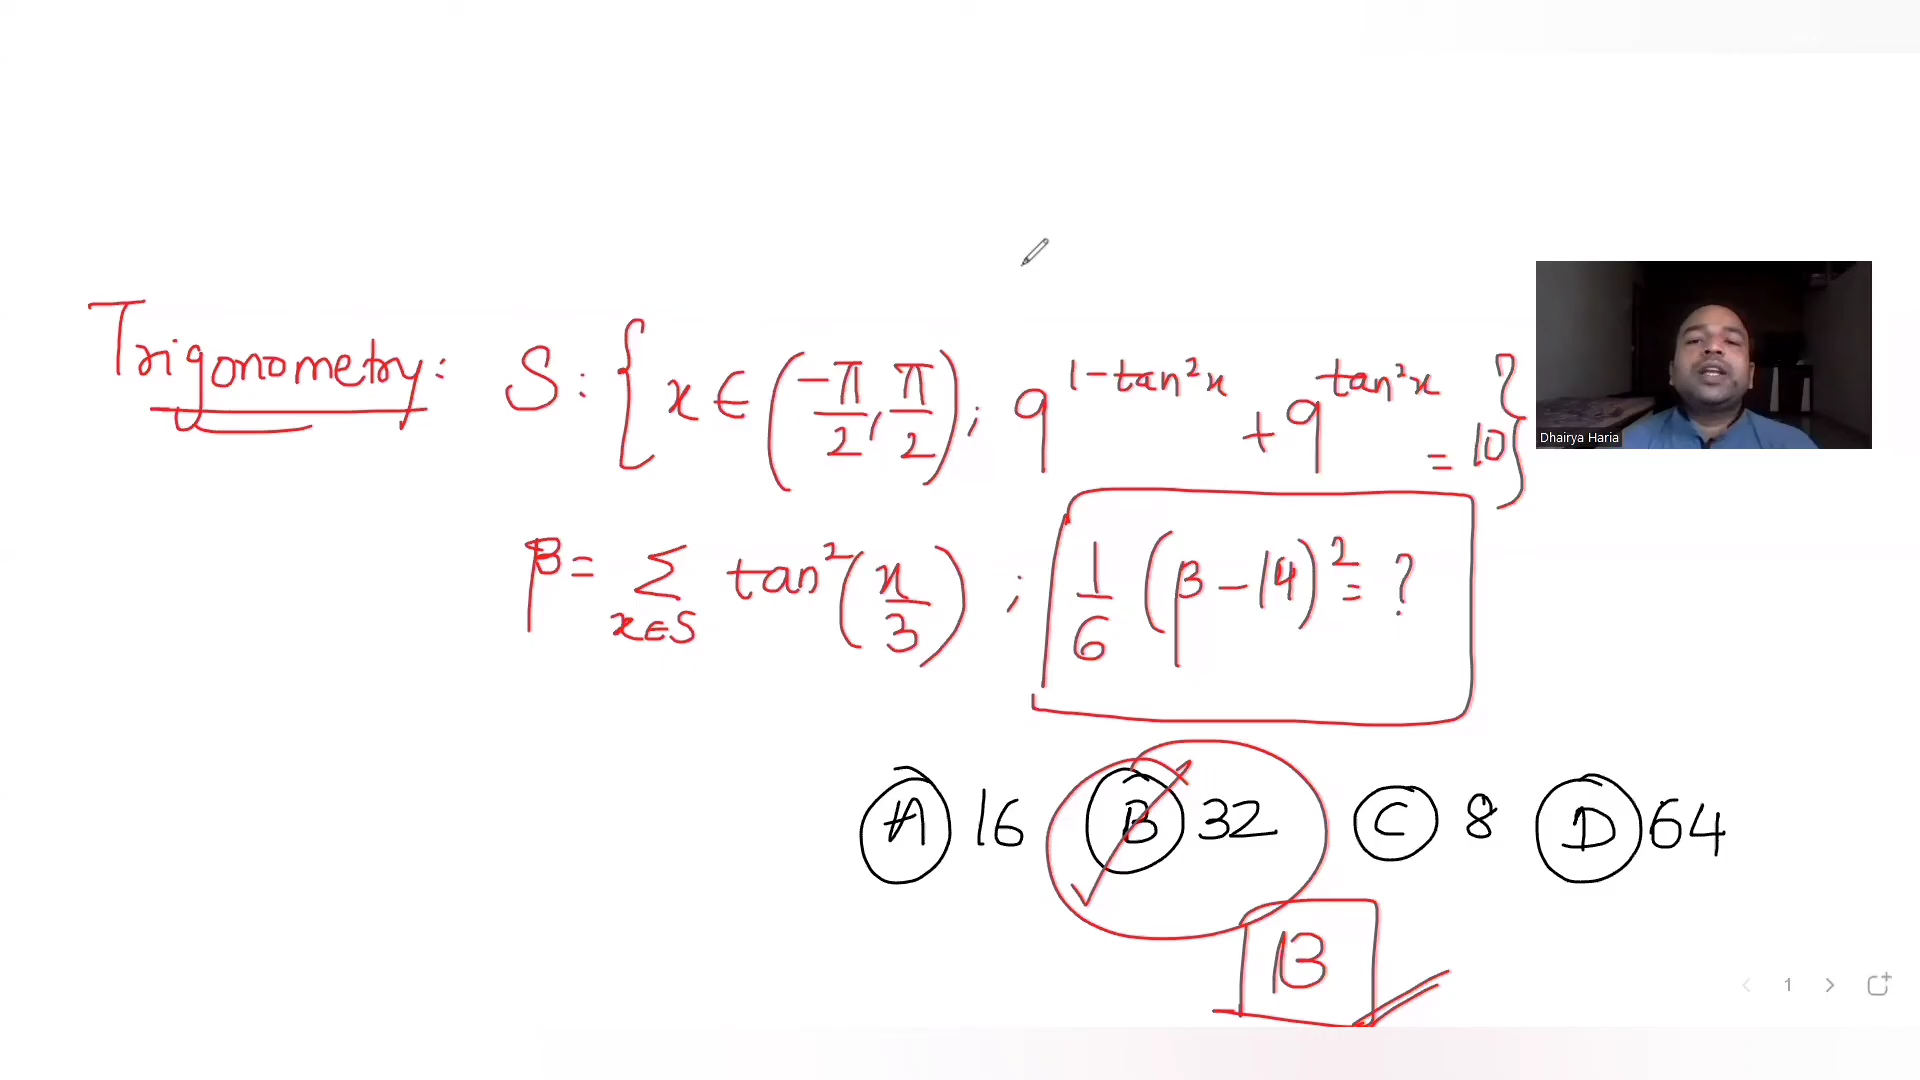 Trigonometry: S: { x ∈ (-π/2, π/2); 9^(1-tan²x) + 9^(tan²x) = 10 }
β = Σ_{x∈S} tan²(x/3) ; 1/6 (β-14)² = ?
Dhairya Haria
A 16 B 32 C 8 D 64
B
1